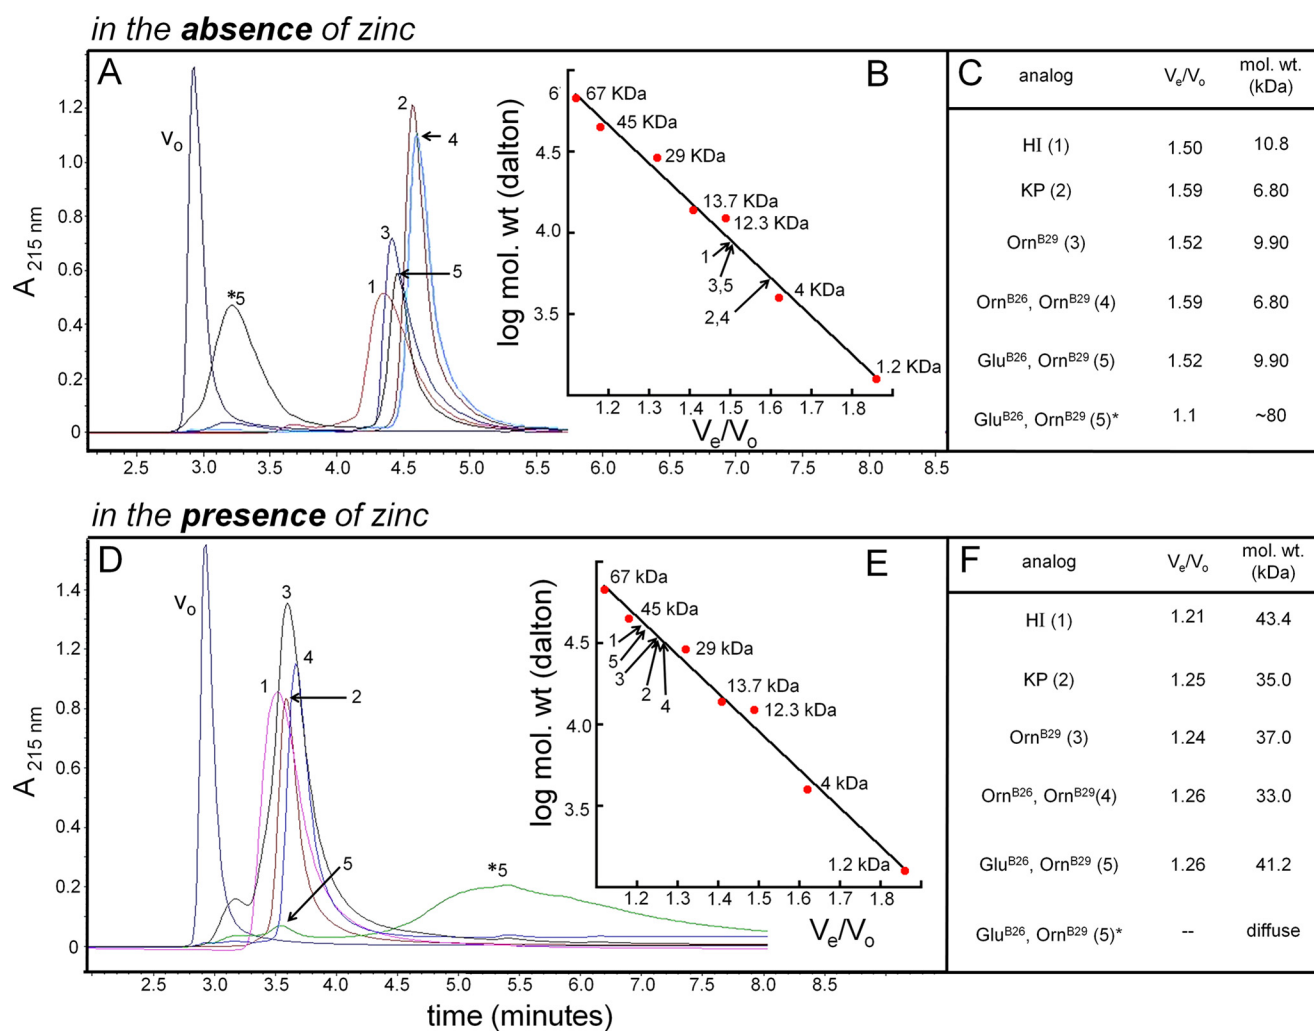 in the absence of zinc
A
1.2
1.0
0.8
0.6
0.4
0.2
0
A 215 nm
Vo
*5
1
3
2
4
5
2.5 3.0 3.5 4.0 4.5 5.0 5.5 6.0 6.5 7.0 7.5 8.0 8.5
B
6
4.5
4.0
3.5
log mol. wt (dalton)
67 KDa
45 KDa
29 KDa
13.7 KDa
12.3 KDa
1
3,5
2,4
4 KDa
1.2 KDa
1.2 1.3 1.4 1.5 1.6 1.7 1.8
Ve/Vo
C analog Ve/Vo mol. wt. (kDa)
HI (1) 1.50 10.8
KP (2) 1.59 6.80
OrnB29 (3) 1.52 9.90
OrnB26, OrnB29 (4) 1.59 6.80
GluB26, OrnB29 (5) 1.52 9.90
GluB26, OrnB29 (5)* 1.1 ~80
in the presence of zinc
D
1.4
1.2
1.0
0.8
0.6
0.4
0.2
0
A 215 nm
Vo
3
4
1
2
5
*5
2.5 3.0 3.5 4.0 4.5 5.0 5.5 6.0 6.5 7.0 7.5 8.0 8.5
time (minutes)
E
4.5
4.0
3.5
log mol. wt (dalton)
67 kDa
45 kDa
1
5
3
2
4
29 kDa
13.7 kDa
12.3 kDa
4 kDa
1.2 kDa
1.2 1.3 1.4 1.5 1.6 1.7 1.8
Ve/Vo
F analog Ve/Vo mol. wt. (kDa)
HI (1) 1.21 43.4
KP (2) 1.25 35.0
OrnB29 (3) 1.24 37.0
OrnB26, OrnB29(4) 1.26 33.0
GluB26, OrnB29 (5) 1.26 41.2
GluB26, OrnB29 (5)* -- diffuse